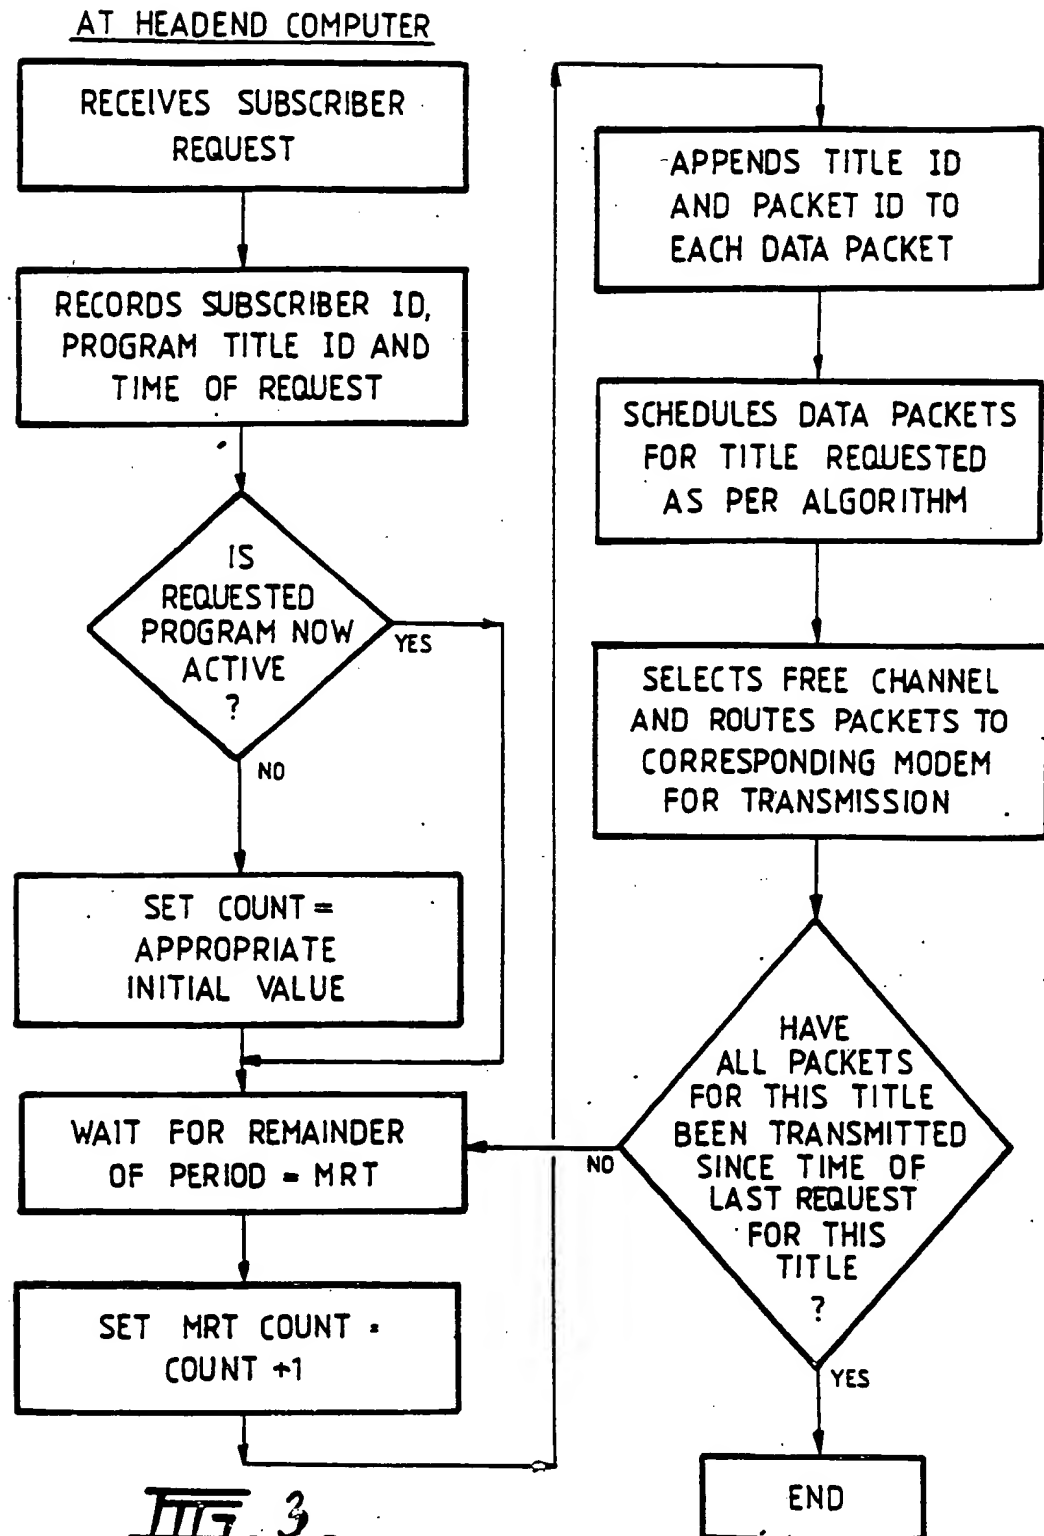 AT HEADEND COMPUTER
RECEIVES SUBSCRIBER
REQUEST
RECORDS SUBSCRIBER ID,
PROGRAM TITLE ID AND
TIME OF REQUEST
IS
REQUESTED
PROGRAM NOW
ACTIVE
?
YES
NO
SET COUNT =
APPROPRIATE
INITIAL VALUE
WAIT FOR REMAINDER
OF PERIOD = MRT
SET MRT COUNT =
COUNT +1
APPENDS TITLE ID
AND PACKET ID TO
EACH DATA PACKET
SCHEDULES DATA PACKETS
FOR TITLE REQUESTED
AS PER ALGORITHM
SELECTS FREE CHANNEL
AND ROUTES PACKETS TO
CORRESPONDING MODEM
FOR TRANSMISSION
HAVE
ALL PACKETS
FOR THIS TITLE
BEEN TRANSMITTED
SINCE TIME OF
LAST REQUEST
FOR THIS
TITLE
?
NO
YES
END
FIG. 3.